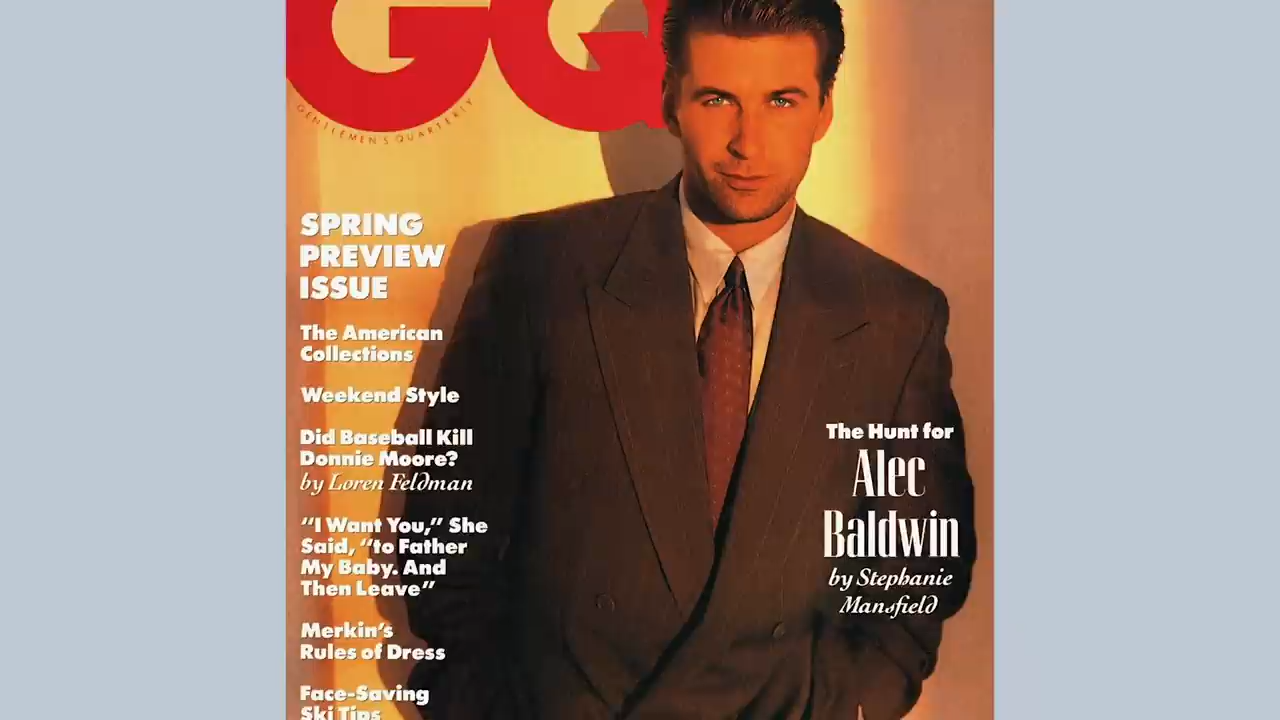 GQ
GENTLEMEN'S QUARTERLY
SPRING
PREVIEW
ISSUE
The American
Collections
Weekend Style
Did Baseball Kill
Donnie Moore?
by Loren Feldman
“I Want You,” She
Said, “to Father
My Baby. And
Then Leave”
Merkin's
Rules of Dress
Face-Saving
Ski Tips
The Hunt for
Alec
Baldwin
by Stephanie
Mansfield